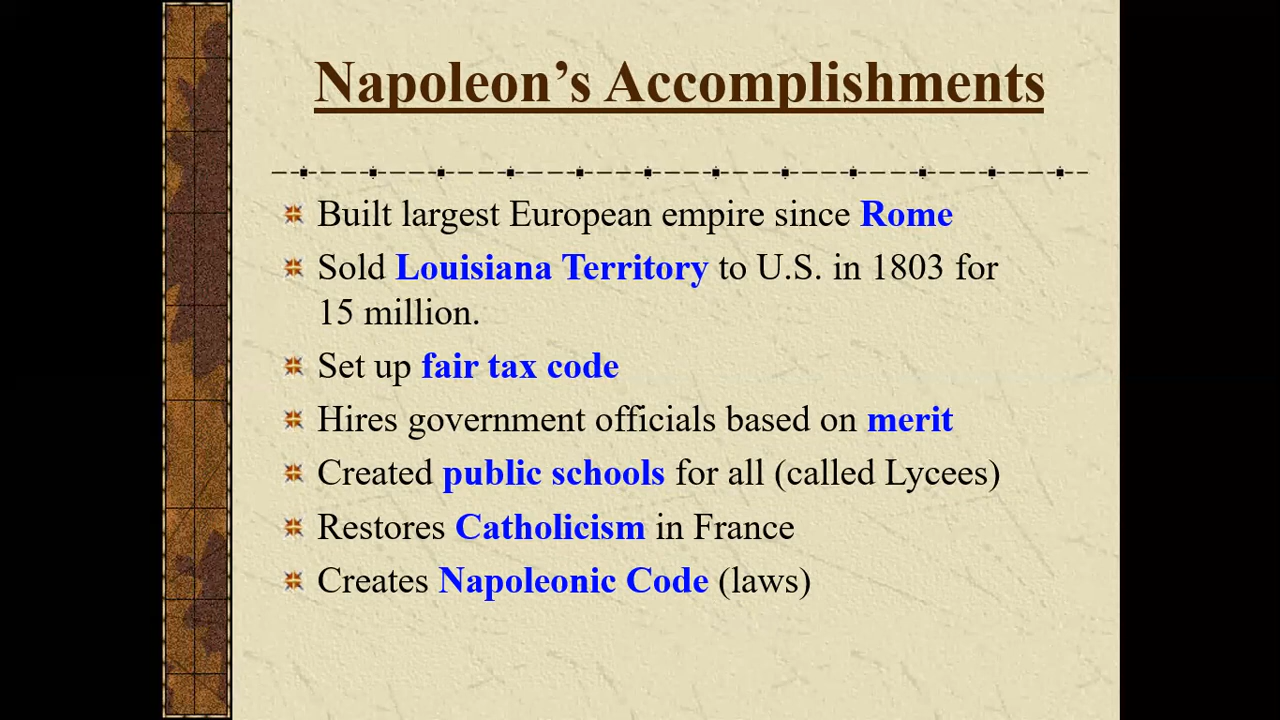 Napoleon’s Accomplishments
Built largest European empire since Rome
Sold Louisiana Territory to U.S. in 1803 for
15 million.
Set up fair tax code
Hires government officials based on merit
Created public schools for all (called Lycees)
Restores Catholicism in France
Creates Napoleonic Code (laws)